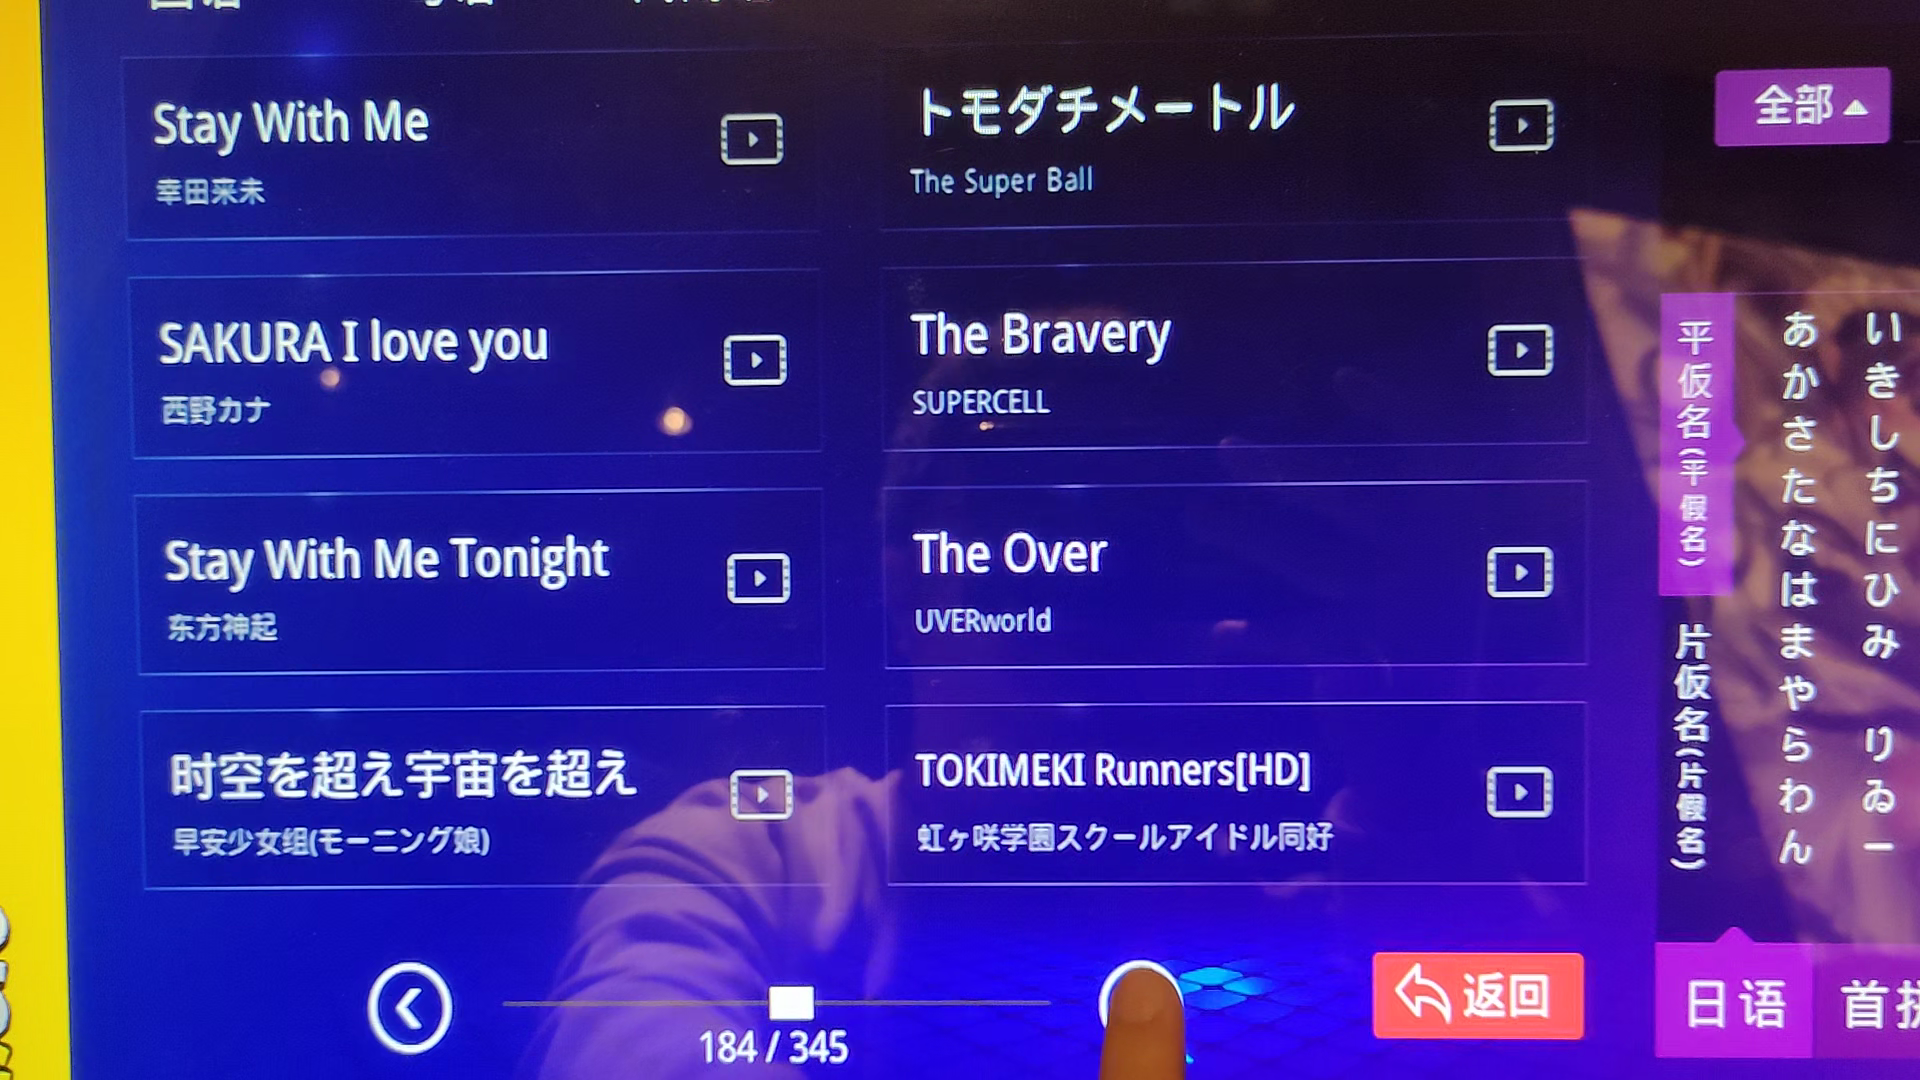 Stay With Me
幸田来未
トモダチメートル
The Super Ball
SAKURA I love you
西野カナ
The Bravery
SUPERCELL
Stay With Me Tonight
东方神起
The Over
UVERworld
时空を超え宇宙を超え
早安少女组(モーニング娘)
TOKIMEKI Runners[HD]
虹ヶ咲学園スクールアイドル同好
184 / 345
返回
全部
平仮名(平假名)
片仮名(片假名)
あかさたなはまやらわん
いきしちにひみ りゐー
日语
首